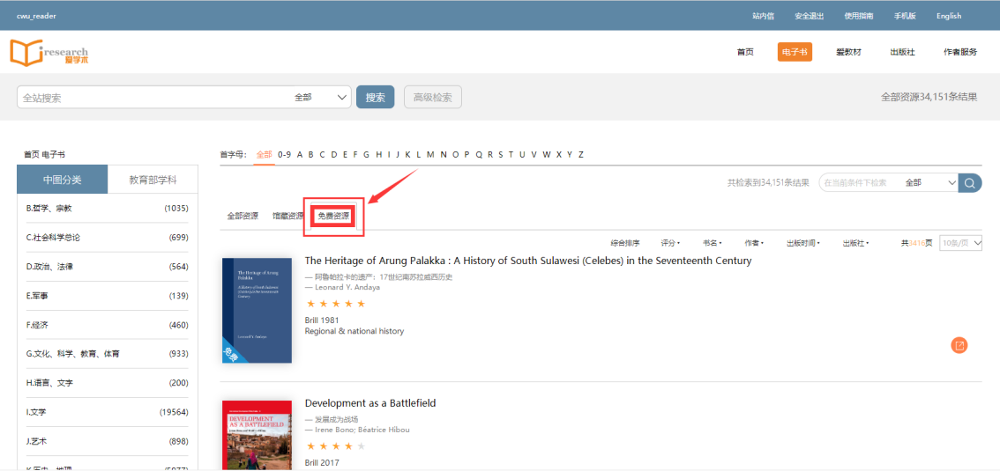 cwu_reader 站内信 安全退出 使用指南 手机版 English
iresearch 爱学术
首页 电子书 爱教材 出版社 作者服务
全站搜索 全部 搜索 高级检索 全部资源34,151条结果
首页 电子书
首字母: 全部 0-9 A B C D E F G H I J K L M N O P Q R S T U V W X Y Z
中图分类 教育部学科
共检索到34,151条结果 在当前条件下检索 全部
全部资源 馆藏资源 免费资源
综合排序 评分 书名 作者 出版时间 出版社 共3416页 10条/页
B.哲学、宗教 (1035)
C.社会科学总论 (699)
D.政治、法律 (564)
E.军事 (139)
F.经济 (460)
G.文化、科学、教育、体育 (933)
H.语言、文字 (200)
I.文学 (19564)
J.艺术 (898)
The Heritage of Arung Palakka
Leonard Y. Andaya
免费
The Heritage of Arung Palakka : A History of South Sulawesi (Celebes) in the Seventeenth Century
— 阿鲁帕拉卡的遗产：17世纪南苏拉威西历史
— Leonard Y. Andaya
Brill 1981
Regional & national history
DEVELOPMENT
AS A BATTLEFIELD
Development as a Battlefield
— 发展成为战场
— Irene Bono; Béatrice Hibou
Brill 2017